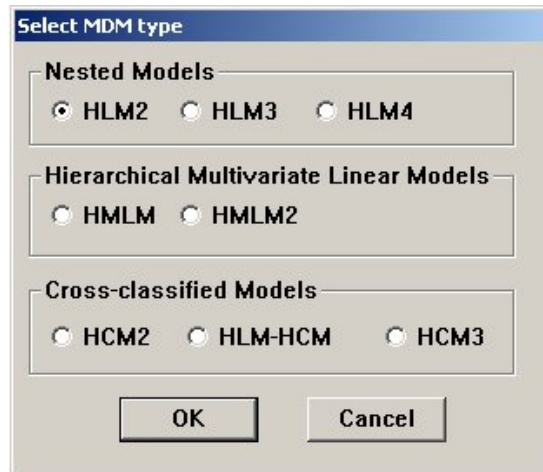 Select MDM type
Nested Models
HLM2 HLM3 HLM4
Hierarchical Multivariate Linear Models
HMLM HMLM2
Cross-classified Models
HCM2 HLM-HCM HCM3
OK Cancel